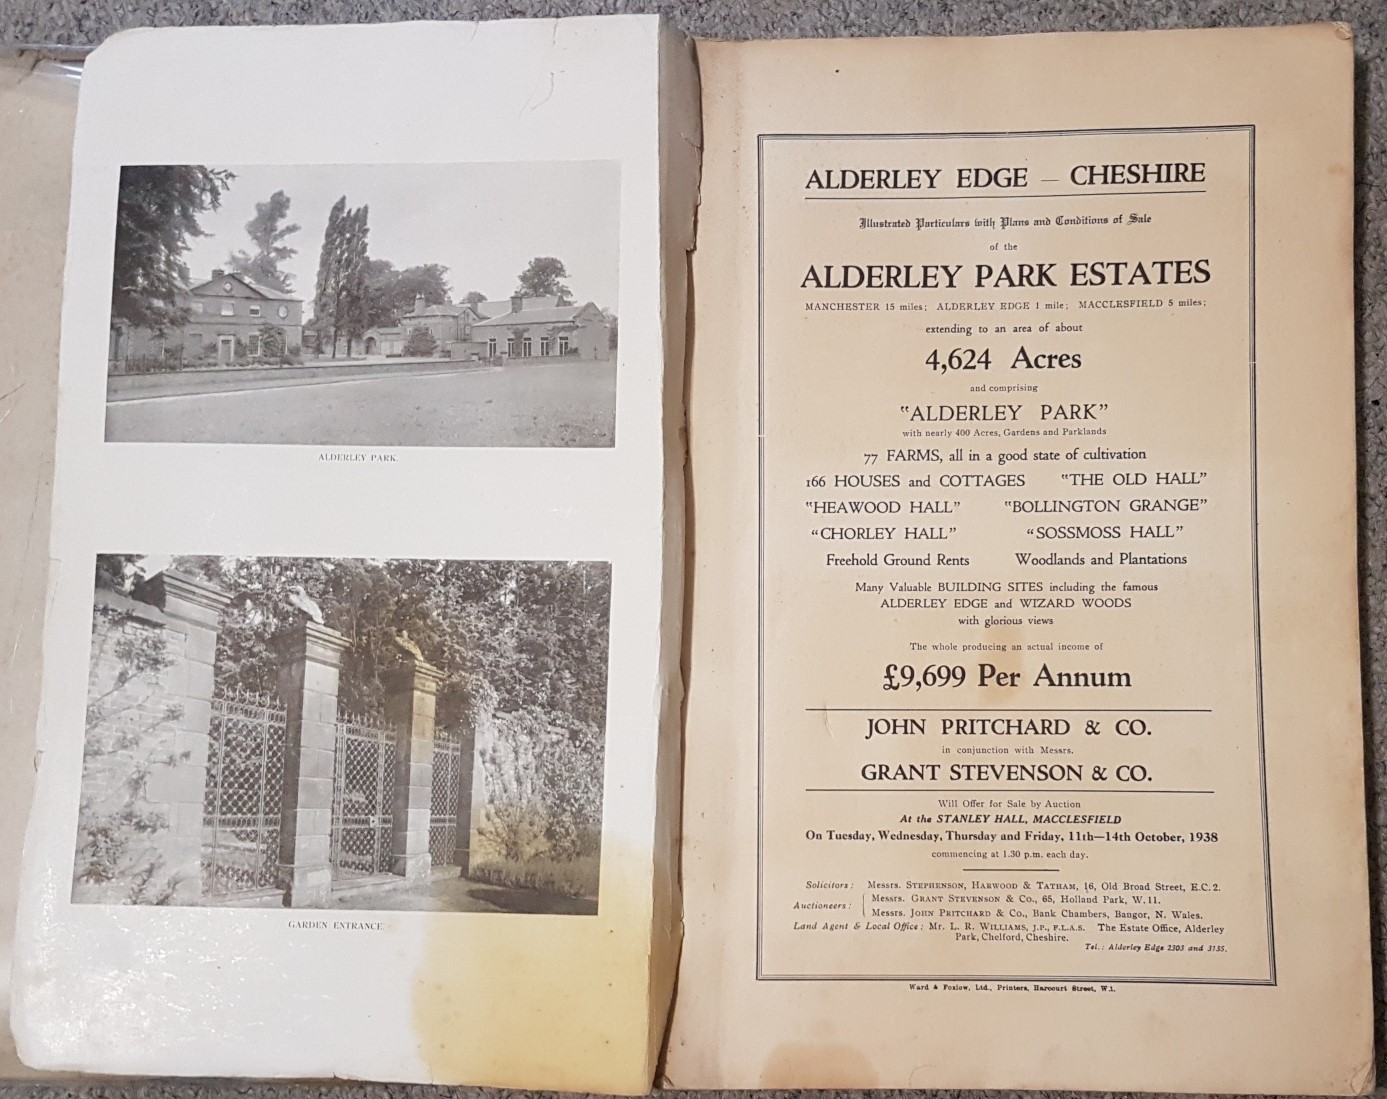 ALDERLEY PARK.
GARDEN ENTRANCE.
ALDERLEY EDGE — CHESHIRE
Illustrated Particulars with Plans and Conditions of Sale
of the
ALDERLEY PARK ESTATES
MANCHESTER 15 miles; ALDERLEY EDGE 1 mile; MACCLESFIELD 5 miles;
extending to an area of about
4,624 Acres
and comprising
"ALDERLEY PARK"
with nearly 400 Acres, Gardens and Parklands
77 FARMS, all in a good state of cultivation
166 HOUSES and COTTAGES "THE OLD HALL"
"HEAWOOD HALL" "BOLLINGTON GRANGE"
"CHORLEY HALL" "SOSSMOSS HALL"
Freehold Ground Rents Woodlands and Plantations
Many Valuable BUILDING SITES including the famous
ALDERLEY EDGE and WIZARD WOODS
with glorious views
The whole producing an actual income of
£9,699 Per Annum
JOHN PRITCHARD & CO.
in conjunction with Messrs.
GRANT STEVENSON & CO.
Will Offer for Sale by Auction
At the STANLEY HALL, MACCLESFIELD
On Tuesday, Wednesday, Thursday and Friday, 11th—14th October, 1938
commencing at 1.30 p.m. each day.
Solicitors: Messrs. STEPHENSON, HARWOOD & TATHAM, 16, Old Broad Street, E.C.2.
Auctioneers: Messrs. GRANT STEVENSON & Co., 65, Holland Park, W.11.
Messrs. JOHN PRITCHARD & Co., Bank Chambers, Bangor, N. Wales.
Land Agent & Local Office: Mr. L. R. WILLIAMS, J.P., F.L.A.S. The Estate Office, Alderley
Park, Chelford, Cheshire.
Tel.: Alderley Edge 2303 and 3135.
Ward & Foxlow, Ltd., Printers, Harcourt Street, W.1.